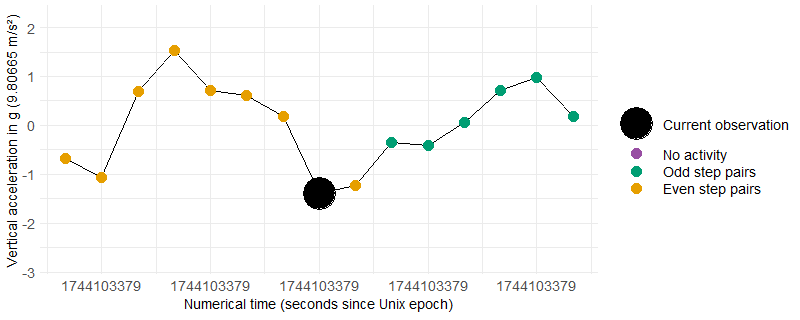 Vertical acceleration in g (9.80665 m/s²)
2
1
0
-1
-2
-3
1744103379 1744103379 1744103379 1744103379 1744103379
Numerical time (seconds since Unix epoch)
Current observation
No activity
Odd step pairs
Even step pairs